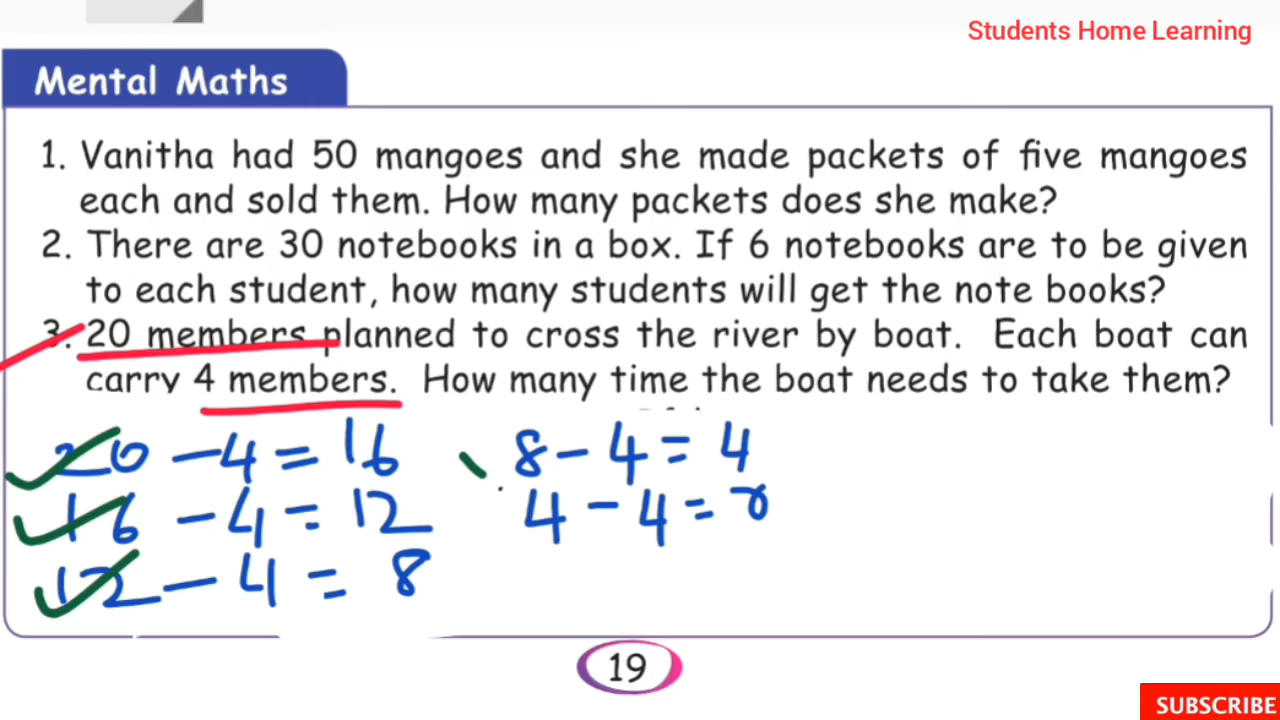 Students Home Learning
Mental Maths
1. Vanitha had 50 mangoes and she made packets of five mangoes
each and sold them. How many packets does she make?
2. There are 30 notebooks in a box. If 6 notebooks are to be given
to each student, how many students will get the note books?
3. 20 members planned to cross the river by boat. Each boat can
carry 4 members. How many time the boat needs to take them?
20 - 4 = 16
16 - 4 = 12
12 - 4 = 8
8 - 4 = 4
4 - 4 = 0
19
SUBSCRIBE